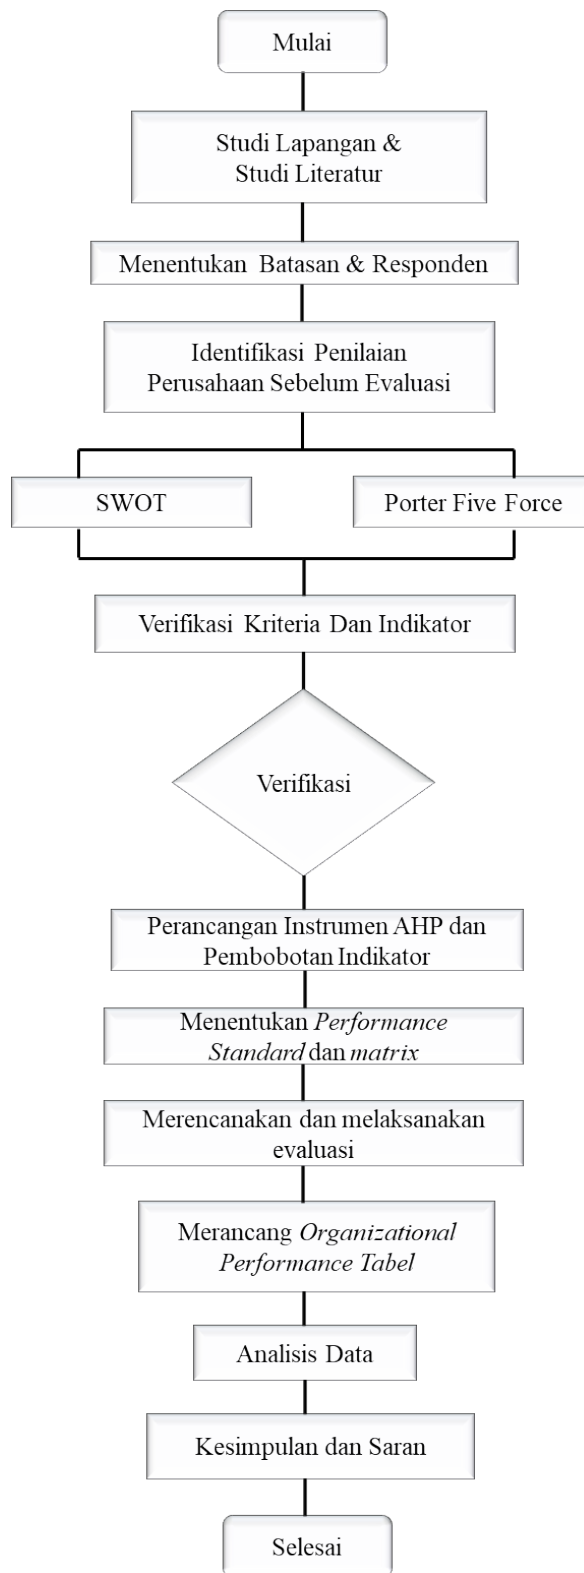 Mulai
Studi Lapangan &
Studi Literatur
Menentukan Batasan & Responden
Identifikasi Penilaian
Perusahaan Sebelum Evaluasi
SWOT
Porter Five Force
Verifikasi Kriteria Dan Indikator
Verifikasi
Perancangan Instrumen AHP dan
Pembobotan Indikator
Menentukan Performance
Standard dan matrix
Merencanakan dan melaksanakan
evaluasi
Merancang Organizational
Performance Tabel
Analisis Data
Kesimpulan dan Saran
Selesai